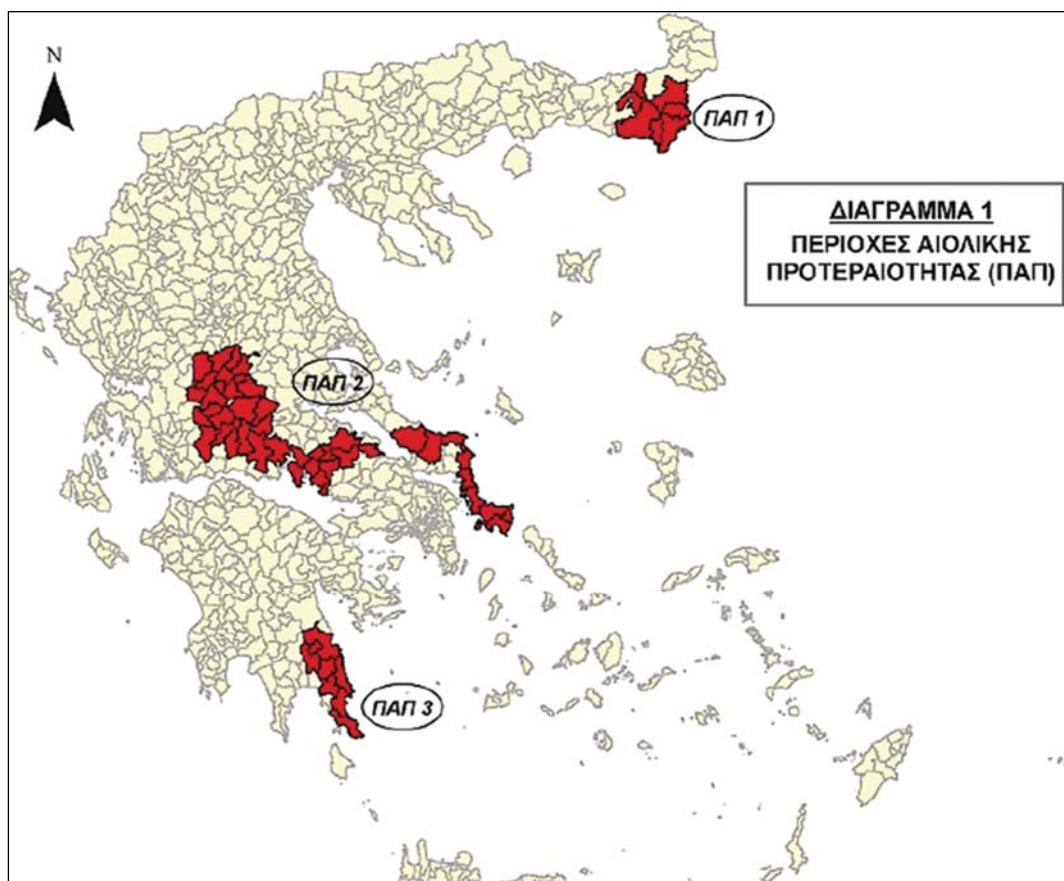 N
ΠΑΠ 1
ΔΙΑΓΡΑΜΜΑ 1
ΠΕΡΙΟΧΕΣ ΑΙΟΛΙΚΗΣ
ΠΡΟΤΕΡΑΙΟΤΗΤΑΣ (ΠΑΠ)
ΠΑΠ 2
ΠΑΠ 3